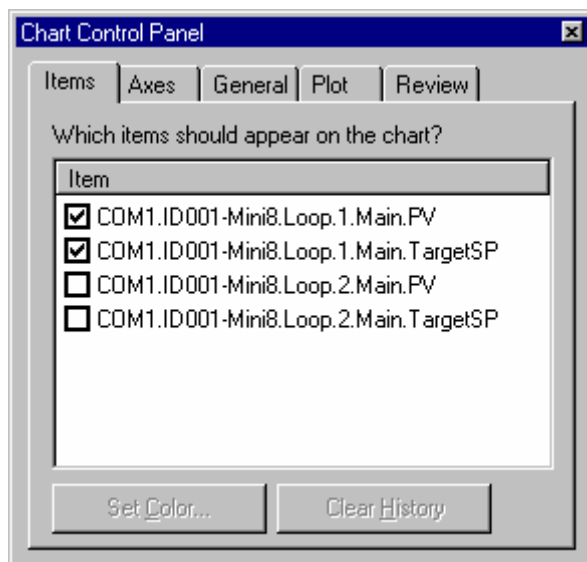 Chart Control Panel
Items Axes General Plot Review
Which items should appear on the chart?
Item
COM1.ID001-Mini8.Loop.1.Main.PV
COM1.ID001-Mini8.Loop.1.Main.TargetSP
COM1.ID001-Mini8.Loop.2.Main.PV
COM1.ID001-Mini8.Loop.2.Main.TargetSP
Set Color... Clear History